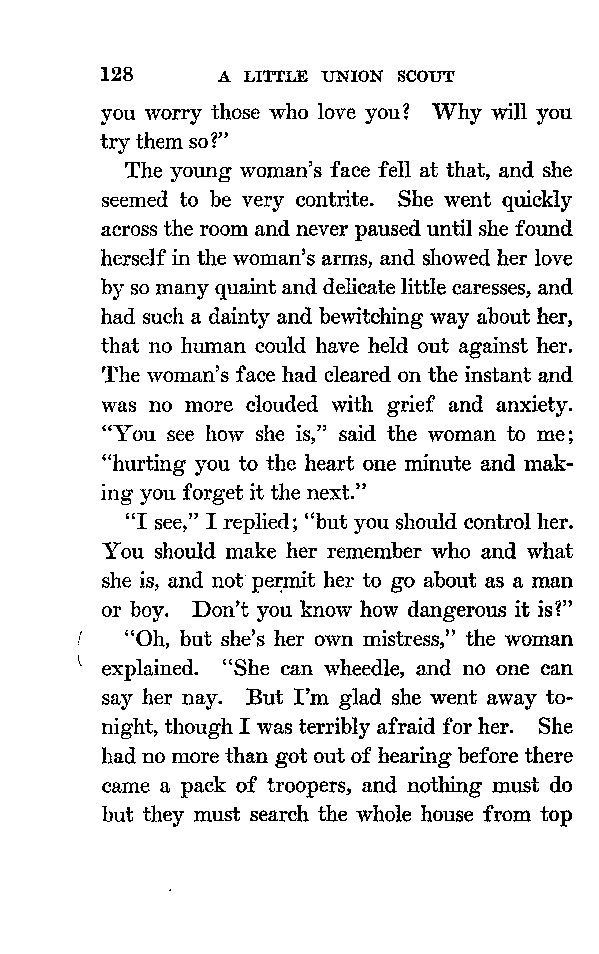 128 A LITTLE UNION SCOUT
you worry those who love you? Why will you
try them so?”
The young woman’s face fell at that, and she
seemed to be very contrite. She went quickly
across the room and never paused until she found
herself in the woman’s arms, and showed her love
by so many quaint and delicate little caresses, and
had such a dainty and bewitching way about her,
that no human could have held out against her.
The woman’s face had cleared on the instant and
was no more clouded with grief and anxiety.
“You see how she is,” said the woman to me;
“hurting you to the heart one minute and mak-
ing you forget it the next.”
“I see,” I replied; “but you should control her.
You should make her remember who and what
she is, and not permit her to go about as a man
or boy. Don’t you know how dangerous it is?”
“Oh, but she’s her own mistress,” the woman
explained. “She can wheedle, and no one can
say her nay. But I’m glad she went away to-
night, though I was terribly afraid for her. She
had no more than got out of hearing before there
came a pack of troopers, and nothing must do
but they must search the whole house from top